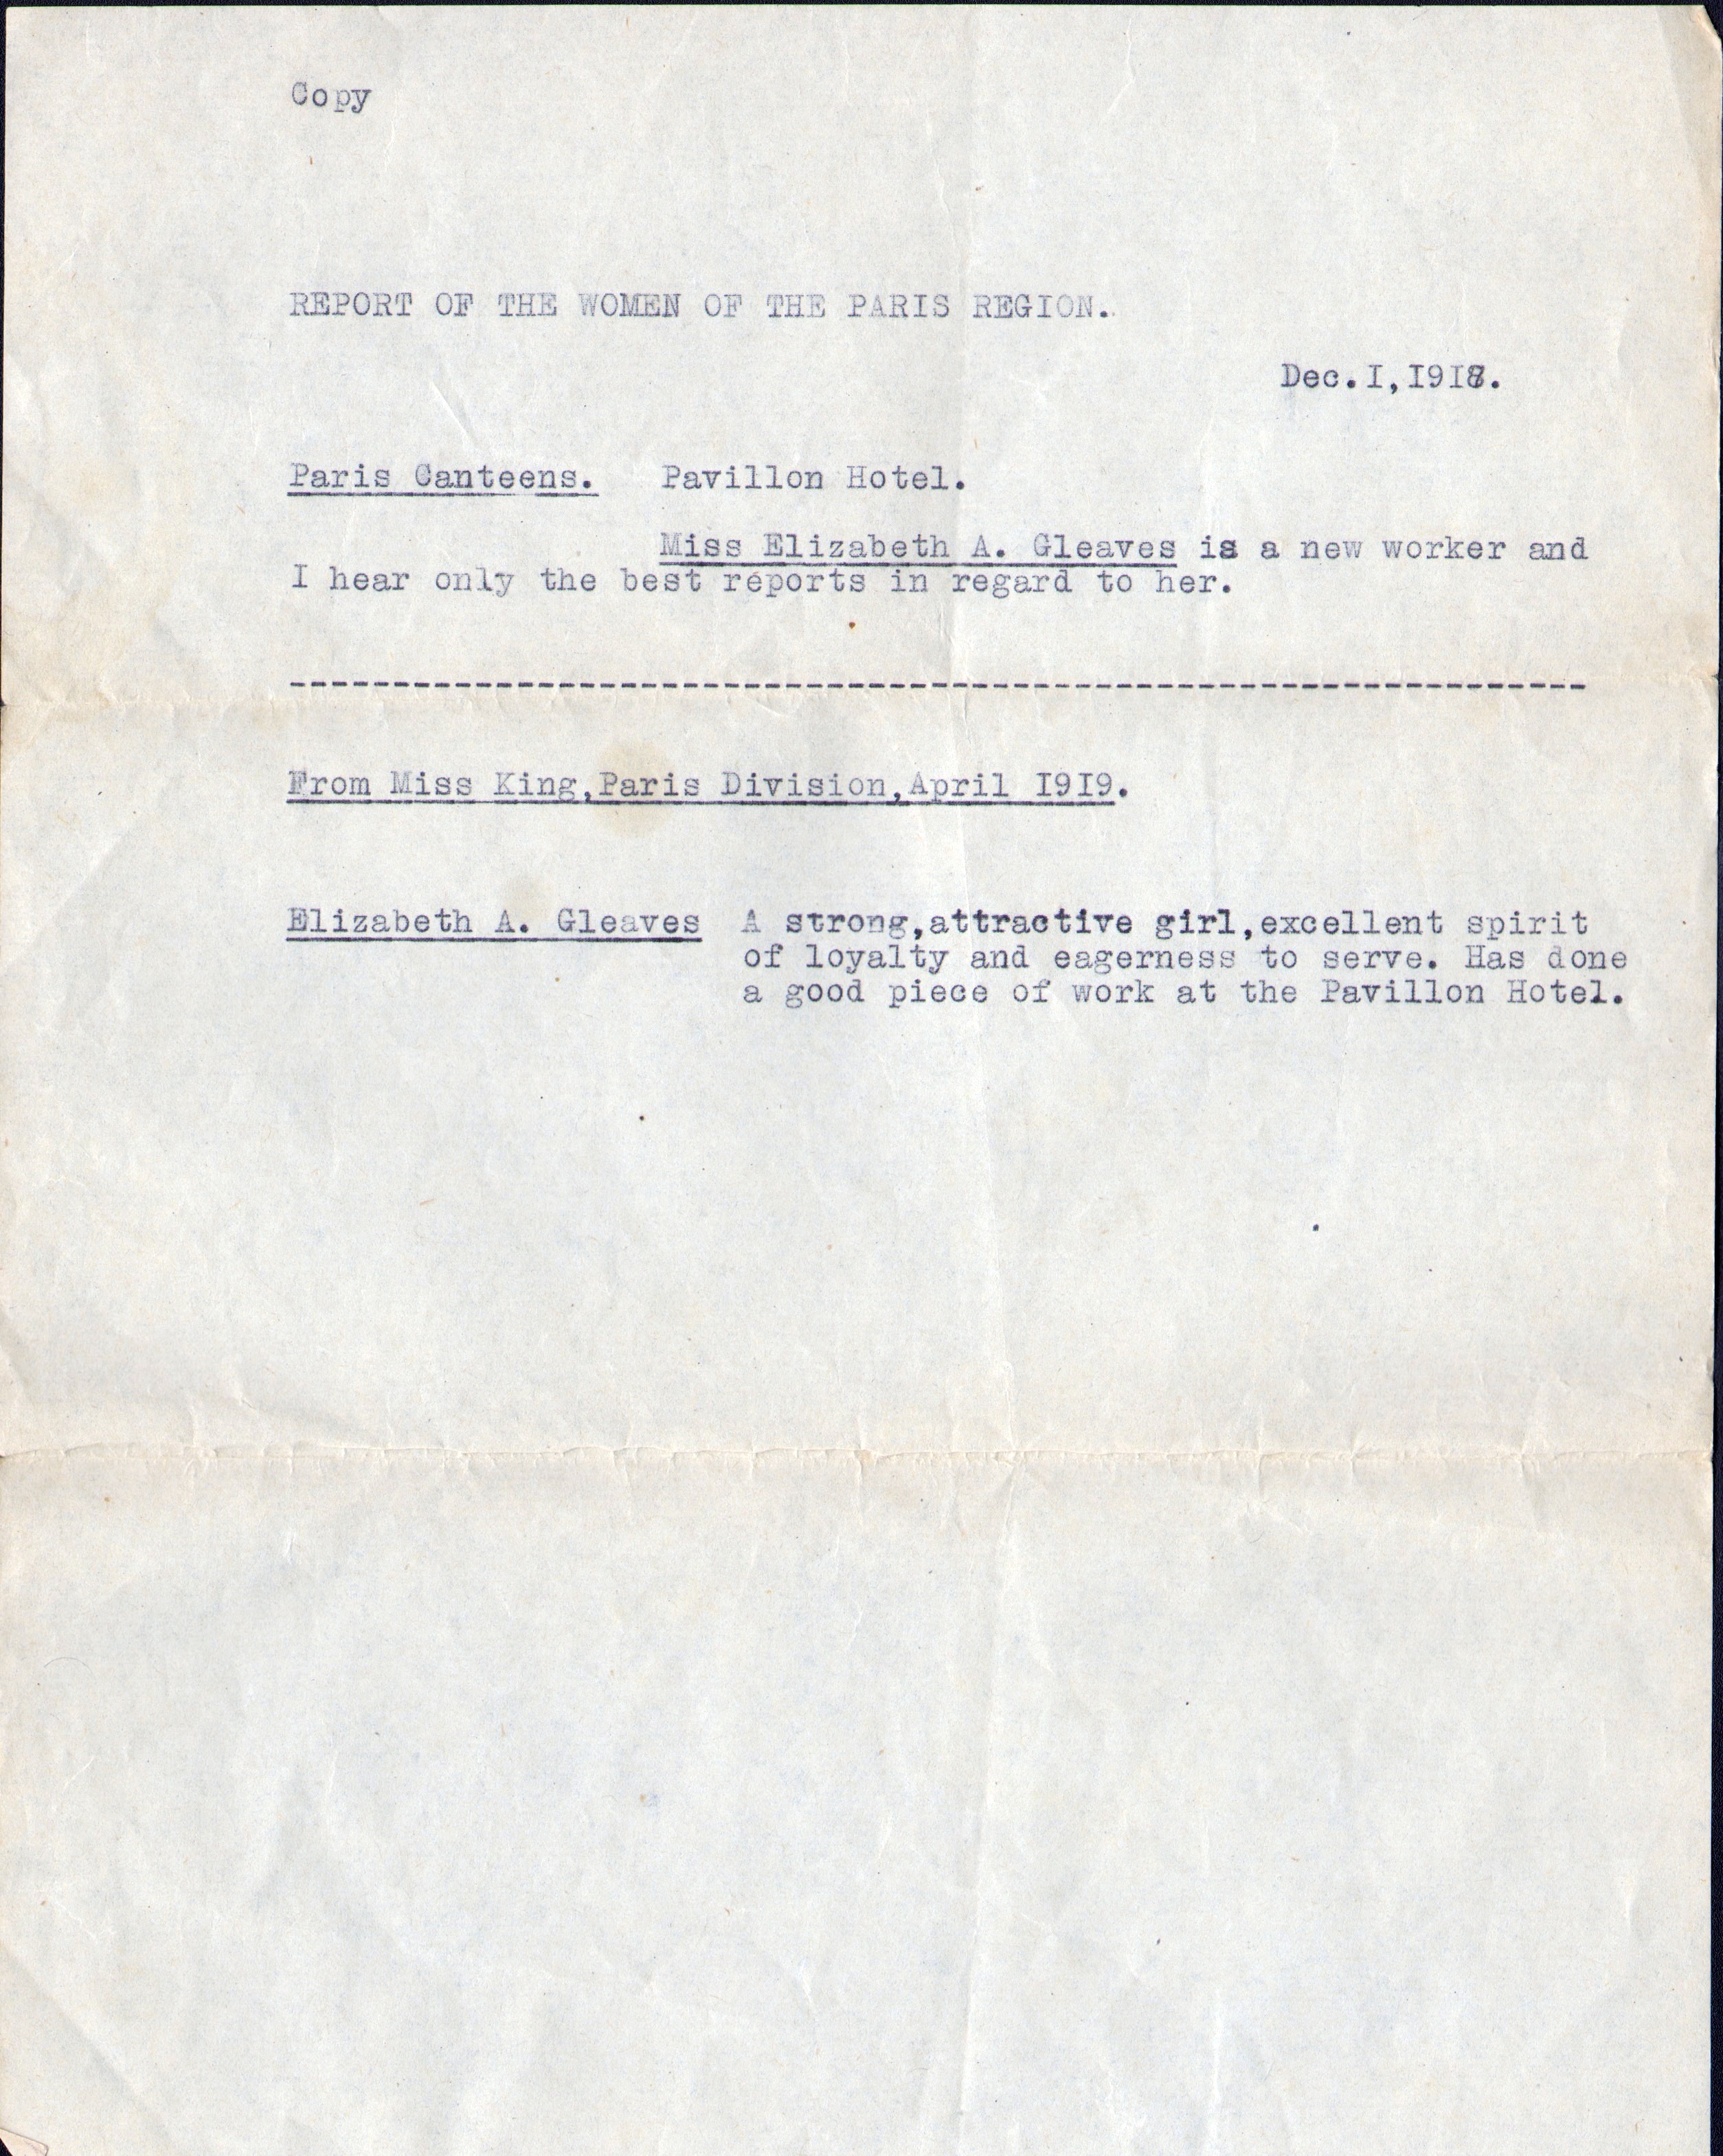 Copy
REPORT OF THE WOMEN OF THE PARIS REGION.
Dec.I,I918.
Paris Canteens. Pavillon Hotel.
Miss Elizabeth A. Gleaves is a new worker and
I hear only the best reports in regard to her.
---------------------------------------------------------------
From Miss King,Paris Division,April I9I9.
Elizabeth A. Gleaves A strong,attractive girl,excellent spirit
of loyalty and eagerness to serve. Has done
a good piece of work at the Pavillon Hotel.